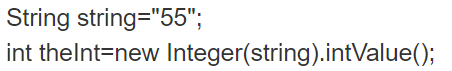 String string="55";
int theInt=new Integer(string).intValue();